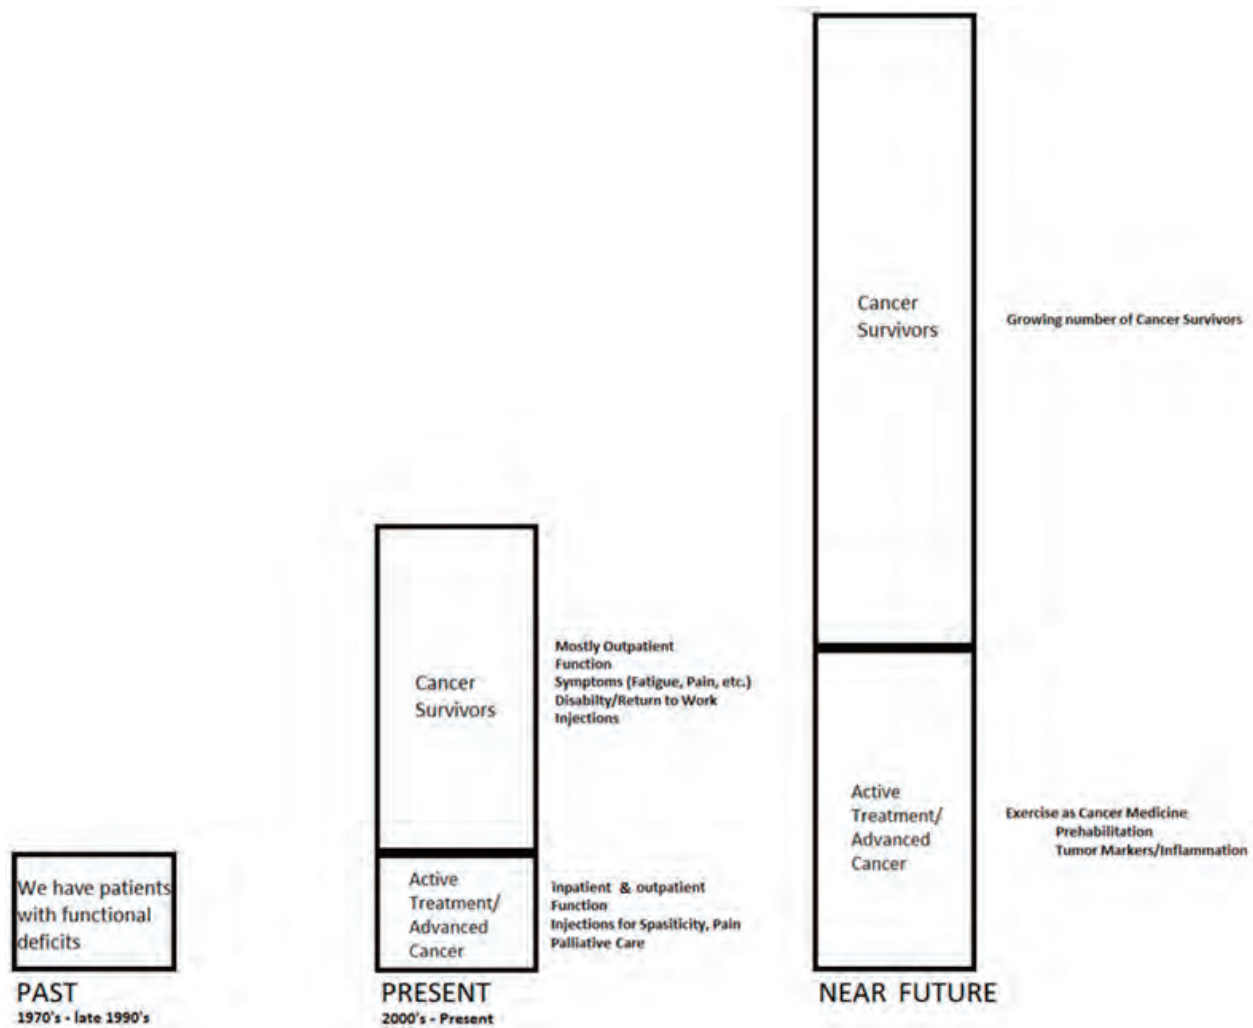 We have patients
with functional
deficits
PAST
1970's - late 1990's
Cancer
Survivors
Mostly Outpatient
Function
Symptoms (Fatigue, Pain, etc.)
Disabilty/Return to Work
Injections
Active
Treatment/
Advanced
Cancer
inpatient & outpatient
Function
Injections for Spasiticity, Pain
Palliative Care
PRESENT
2000's - Present
Cancer
Survivors
Growing number of Cancer Survivors
Active
Treatment/
Advanced
Cancer
Exercise as Cancer Medicine
Prehabilitation
Tumor Markers/Inflammation
NEAR FUTURE